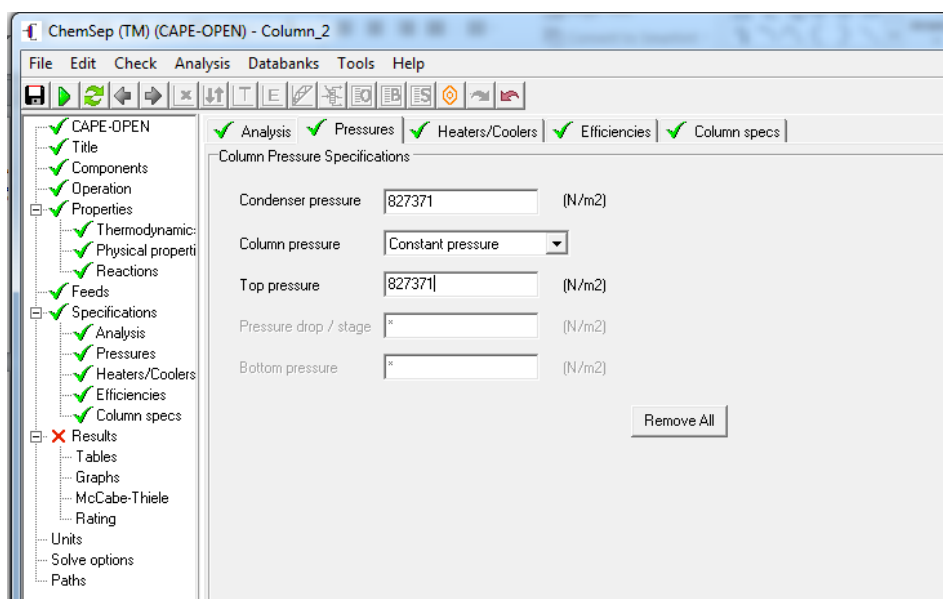 ChemSep (TM) (CAPE-OPEN) - Column_2
File Edit Check Analysis Databanks Tools Help
T E B S
CAPE-OPEN
Title
Components
Operation
Properties
Thermodynamic:
Physical properti
Reactions
Feeds
Specifications
Analysis
Pressures
Heaters/Coolers
Efficiencies
Column specs
Results
Tables
Graphs
McCabe-Thiele
Rating
Units
Solve options
Paths
Analysis Pressures Heaters/Coolers Efficiencies Column specs
Column Pressure Specifications
Condenser pressure 827371 (N/m2)
Column pressure Constant pressure
Top pressure 827371 (N/m2)
Pressure drop / stage * (N/m2)
Bottom pressure * (N/m2)
Remove All